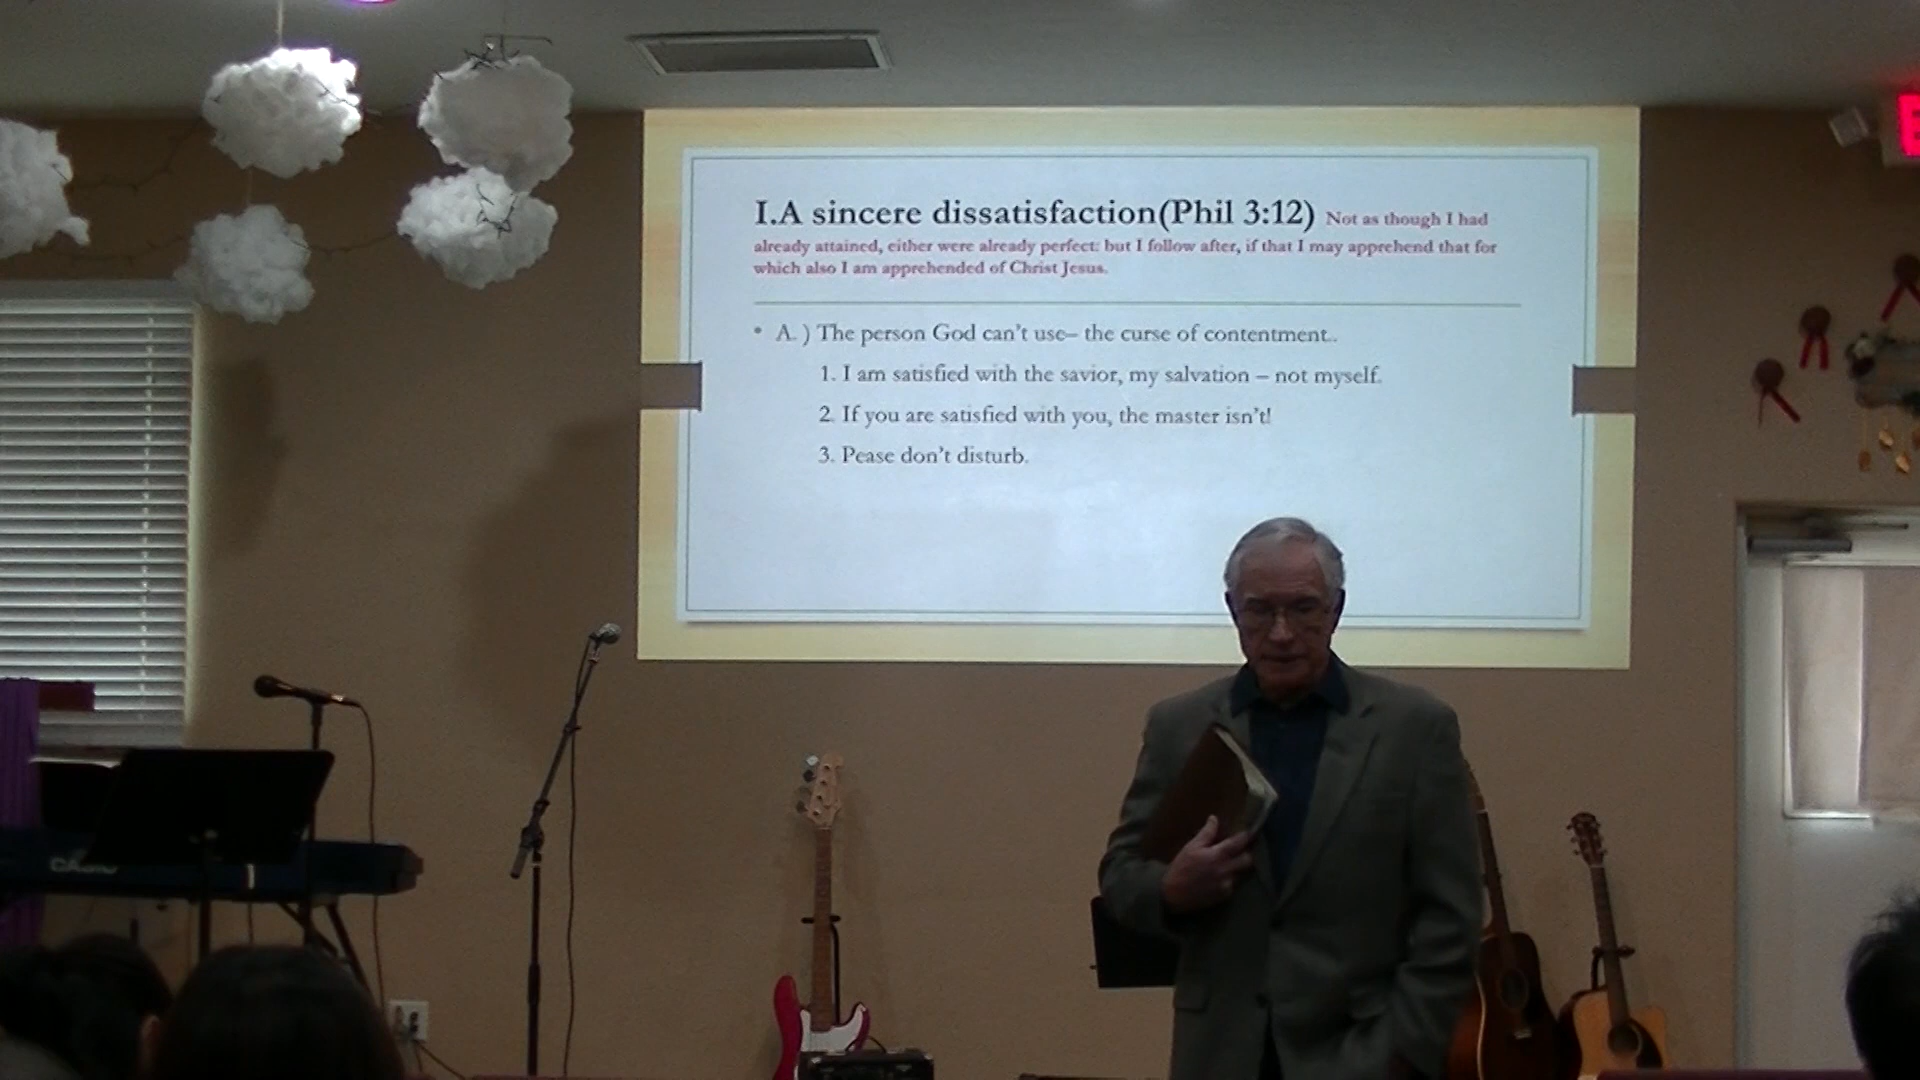 I.A sincere dissatisfaction(Phil 3:12) Not as though I had
already attained, either were already perfect: but I follow after, if that I may apprehend that for
which also I am apprehended of Christ Jesus.
• A. ) The person God can't use– the curse of contentment..
1. I am satisfied with the savior, my salvation – not myself.
2. If you are satisfied with you, the master isn't!
3. Pease don't disturb.
CASIO
E